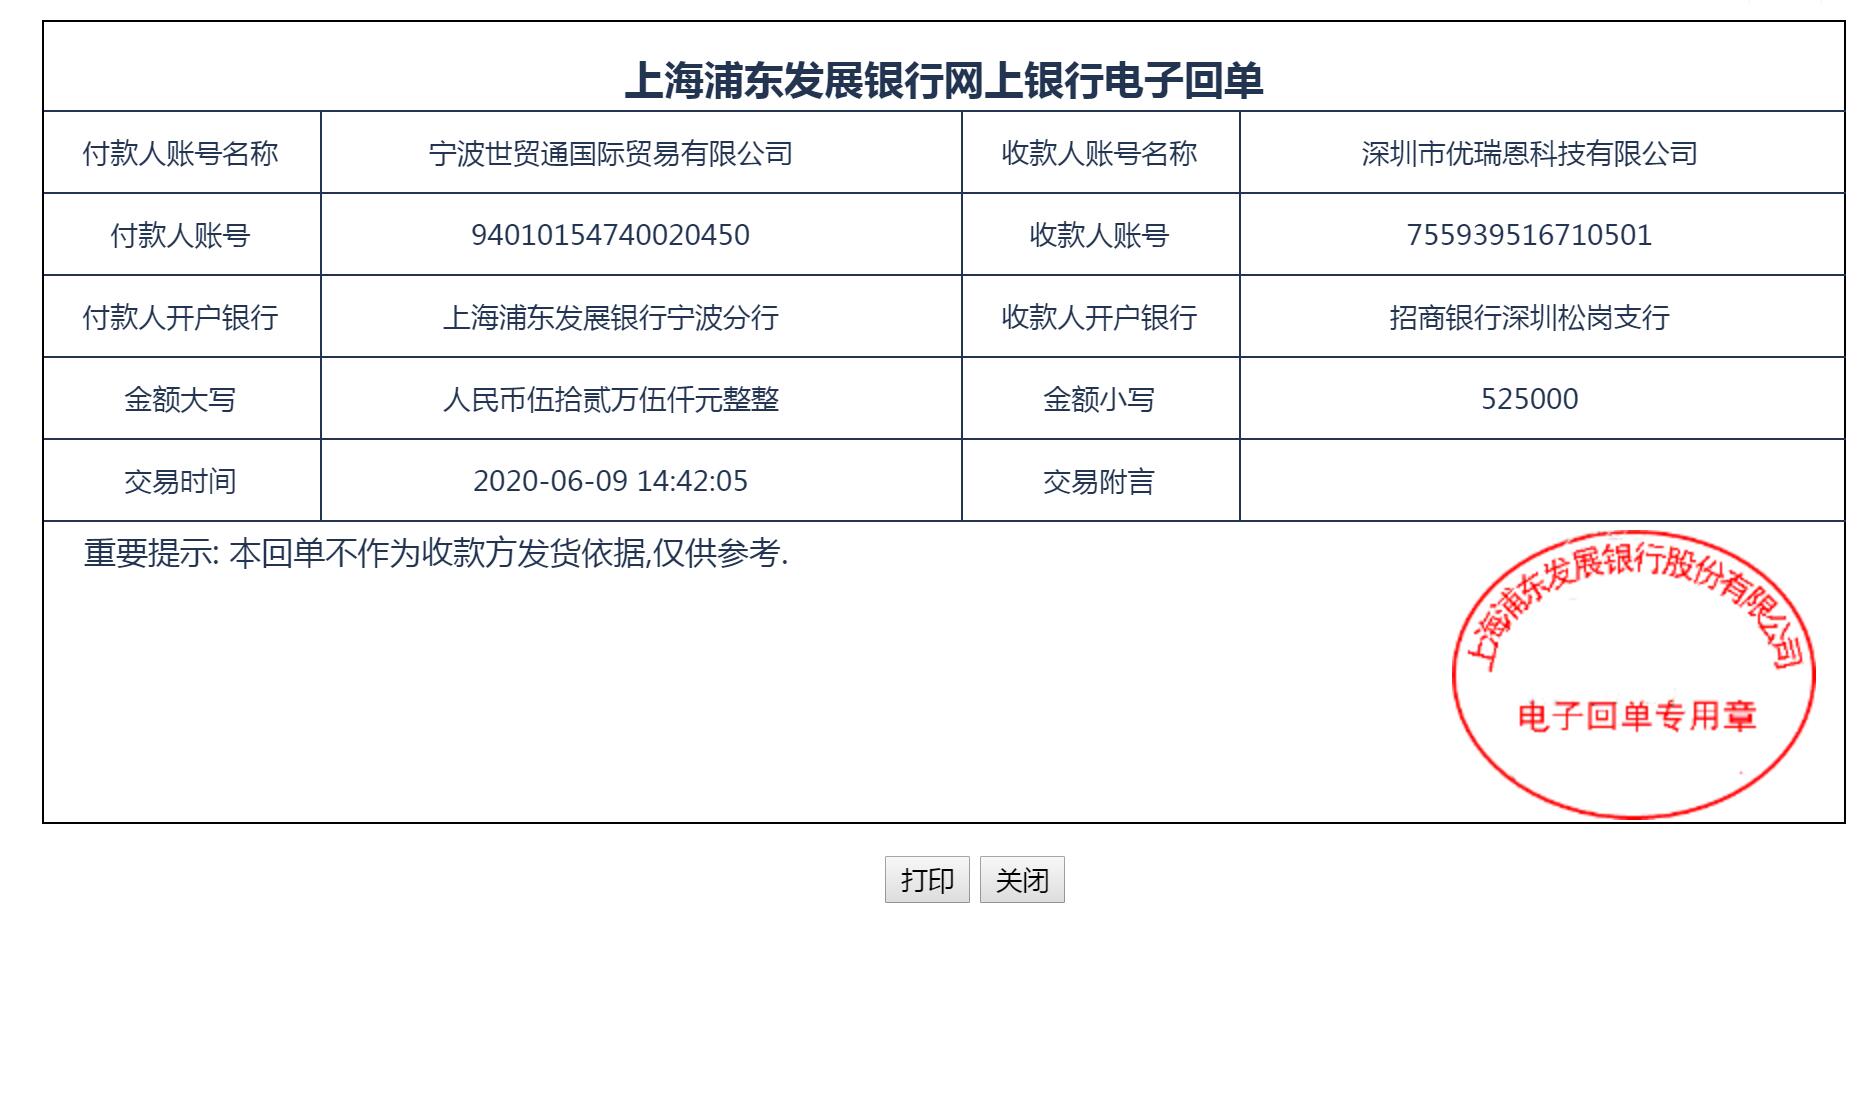 上海浦东发展银行网上银行电子回单
付款人账号名称 宁波世贸通国际贸易有限公司 收款人账号名称 深圳市优瑞恩科技有限公司
付款人账号 94010154740020450 收款人账号 755939516710501
付款人开户银行 上海浦东发展银行宁波分行 收款人开户银行 招商银行深圳松岗支行
金额大写 人民币伍拾贰万伍仟元整整 金额小写 525000
交易时间 2020-06-09 14:42:05 交易附言
重要提示: 本回单不作为收款方发货依据,仅供参考.
上海浦东发展银行股份有限公司
电子回单专用章
打印 关闭